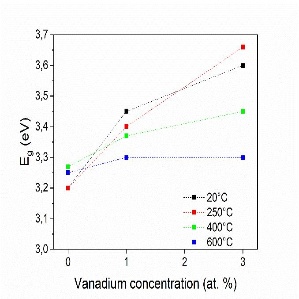 3,7
3,6
3,5
3,4
3,3
3,2
3,1
3,0
Eg (eV)
20°C
250°C
400°C
600°C
0 1 2 3
Vanadium concentration (at. %)